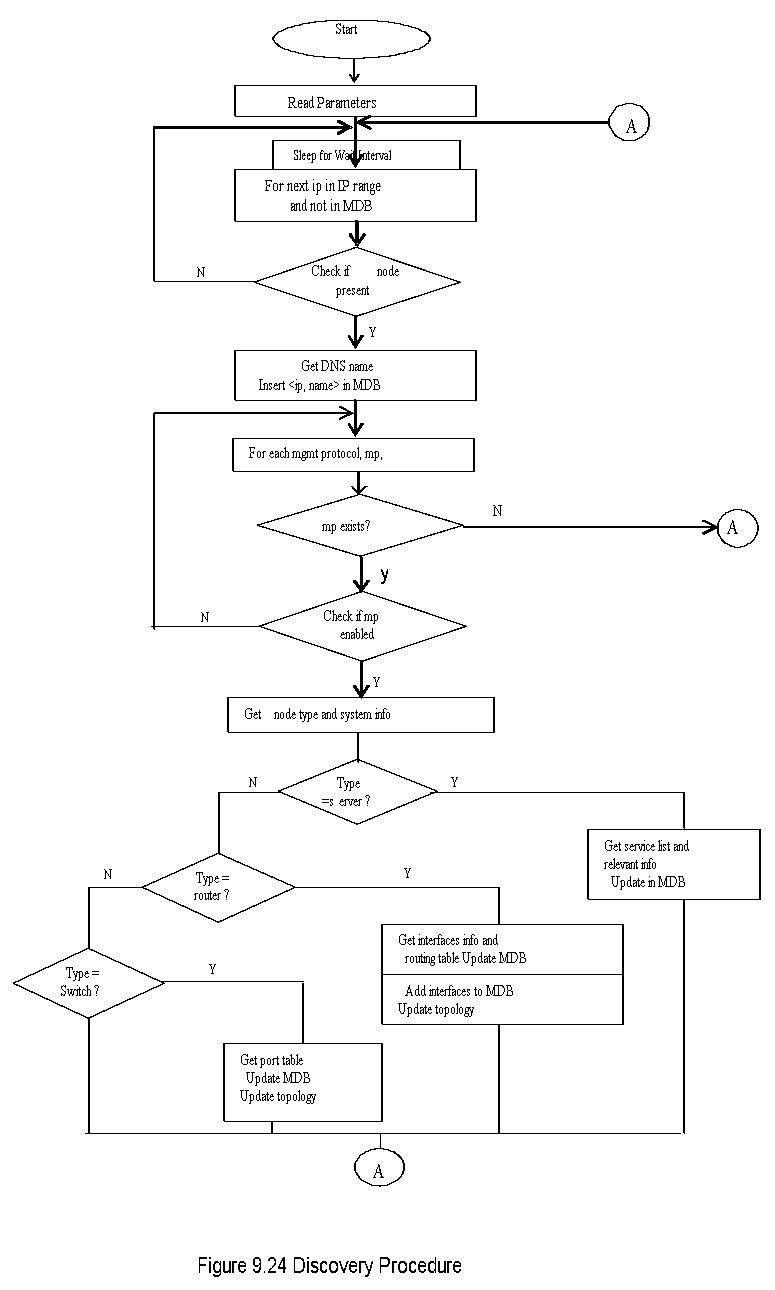 Start
Read Parameters
A
Sleep for Wait Interval
For next ip in IP range
and not in MDB
Check if node
present
N
Y
Get DNS name
Insert <ip, name> in MDB
For each mgmt protocol, mp,
mp exists?
N
A
y
Check if mp
enabled
N
Y
Get node type and system info
Type
=s erver ?
N
Y
Get service list and
relevant info
Update in MDB
Type =
router ?
N
Y
Get interfaces info and
routing table Update MDB
Add interfaces to MDB
Update topology
Type =
Switch ?
Y
Get port table
Update MDB
Update topology
A
Figure 9.24 Discovery Procedure